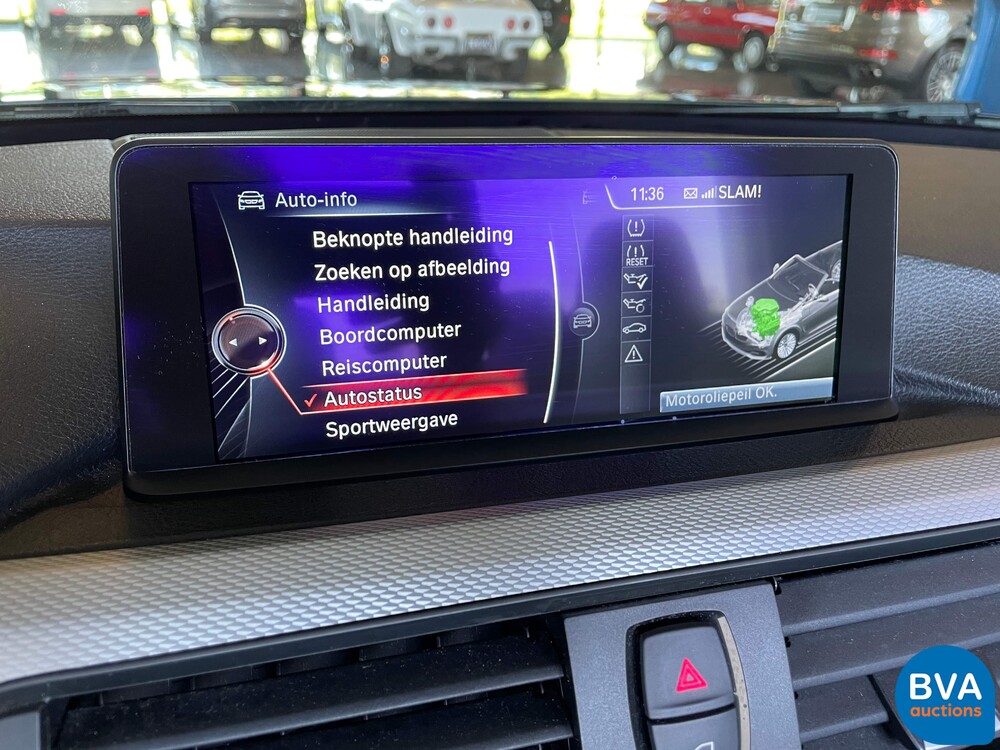 Auto-info
Beknopte handleiding
Zoeken op afbeelding
Handleiding
Boordcomputer
Reiscomputer
Autostatus
Sportweergave
11:36 SLAM!
RESET
Motoroliepeil OK.
BVA
auctions